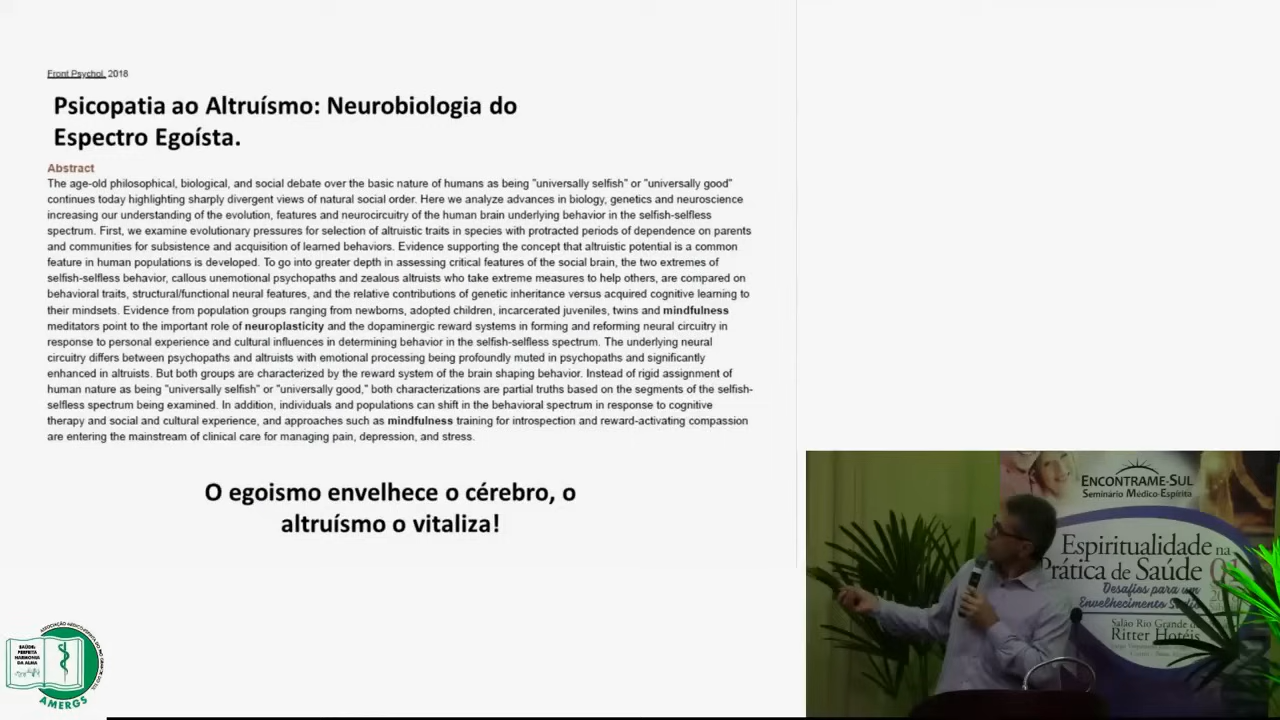 Front Psychol, 2018
Psicopatia ao Altruísmo: Neurobiologia do
Espectro Egoísta.
Abstract
The age-old philosophical, biological, and social debate over the basic nature of humans as being "universally selfish" or "universally good"
continues today highlighting sharply divergent views of natural social order. Here we analyze advances in biology, genetics and neuroscience
increasing our understanding of the evolution, features and neurocircuitry of the human brain underlying behavior in the selfish-selfless
spectrum. First, we examine evolutionary pressures for selection of altruistic traits in species with protracted periods of dependence on parents
and communities for subsistence and acquisition of learned behaviors. Evidence supporting the concept that altruistic potential is a common
feature in human populations is developed. To go into greater depth in assessing critical features of the social brain, the two extremes of
selfish-selfless behavior, callous unemotional psychopaths and zealous altruists who take extreme measures to help others, are compared on
behavioral traits, structural/functional neural features, and the relative contributions of genetic inheritance versus acquired cognitive learning to
their mindsets. Evidence from population groups ranging from newborns, adopted children, incarcerated juveniles, twins and mindfulness
meditators point to the important role of neuroplasticity and the dopaminergic reward systems in forming and reforming neural circuitry in
response to personal experience and cultural influences in determining behavior in the selfish-selfless spectrum. The underlying neural
circuitry differs between psychopaths and altruists with emotional processing being profoundly muted in psychopaths and significantly
enhanced in altruists. But both groups are characterized by the reward system of the brain shaping behavior. Instead of rigid assignment of
human nature as being "universally selfish" or "universally good," both characterizations are partial truths based on the segments of the selfish-
selfless spectrum being examined. In addition, individuals and populations can shift in the behavioral spectrum in response to cognitive
therapy and social and cultural experience, and approaches such as mindfulness training for introspection and reward-activating compassion
are entering the mainstream of clinical care for managing pain, depression, and stress.
O egoismo envelhece o cérebro, o
altruísmo o vitaliza!
ENCONTRAME-SUL
Seminário Médico-Espírita
Espiritualidade na
Prática de Saúde
Desafios para um
Envelhecimento
Salão Rio Grande
Ritter Hotéis
SAÚDE:
PERFEITA
HARMONIA
DA ALMA
AMERGS